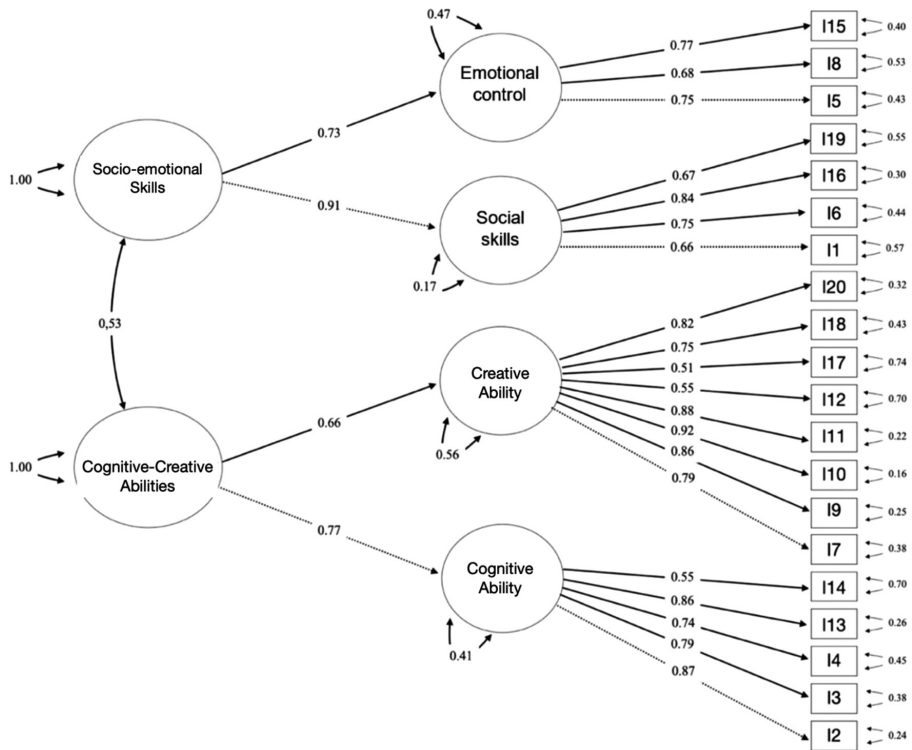 0.47
I15
0.40
0.77
Emotional
control
0.68
I8
0.53
0.75
I5
0.43
0.73
I19
0.55
Socio-emotional
Skills
1.00
0.67
I16
0.30
0.84
0.91
Social
skills
0.75
I6
0.44
0.66
I1
0.57
0.17
I20
0.32
0,53
0.82
I18
0.43
0.75
Creative
Ability
0.51
I17
0.74
0.55
I12
0.70
0.66
0.88
0.92
I11
0.22
0.56
0.86
1.00
Cognitive-Creative
Abilities
0.79
I10
0.16
I9
0.25
0.77
I7
0.38
Cognitive
Ability
0.55
I14
0.70
0.86
I13
0.26
0.74
0.41
0.79
I4
0.45
0.87
I3
0.38
I2
0.24